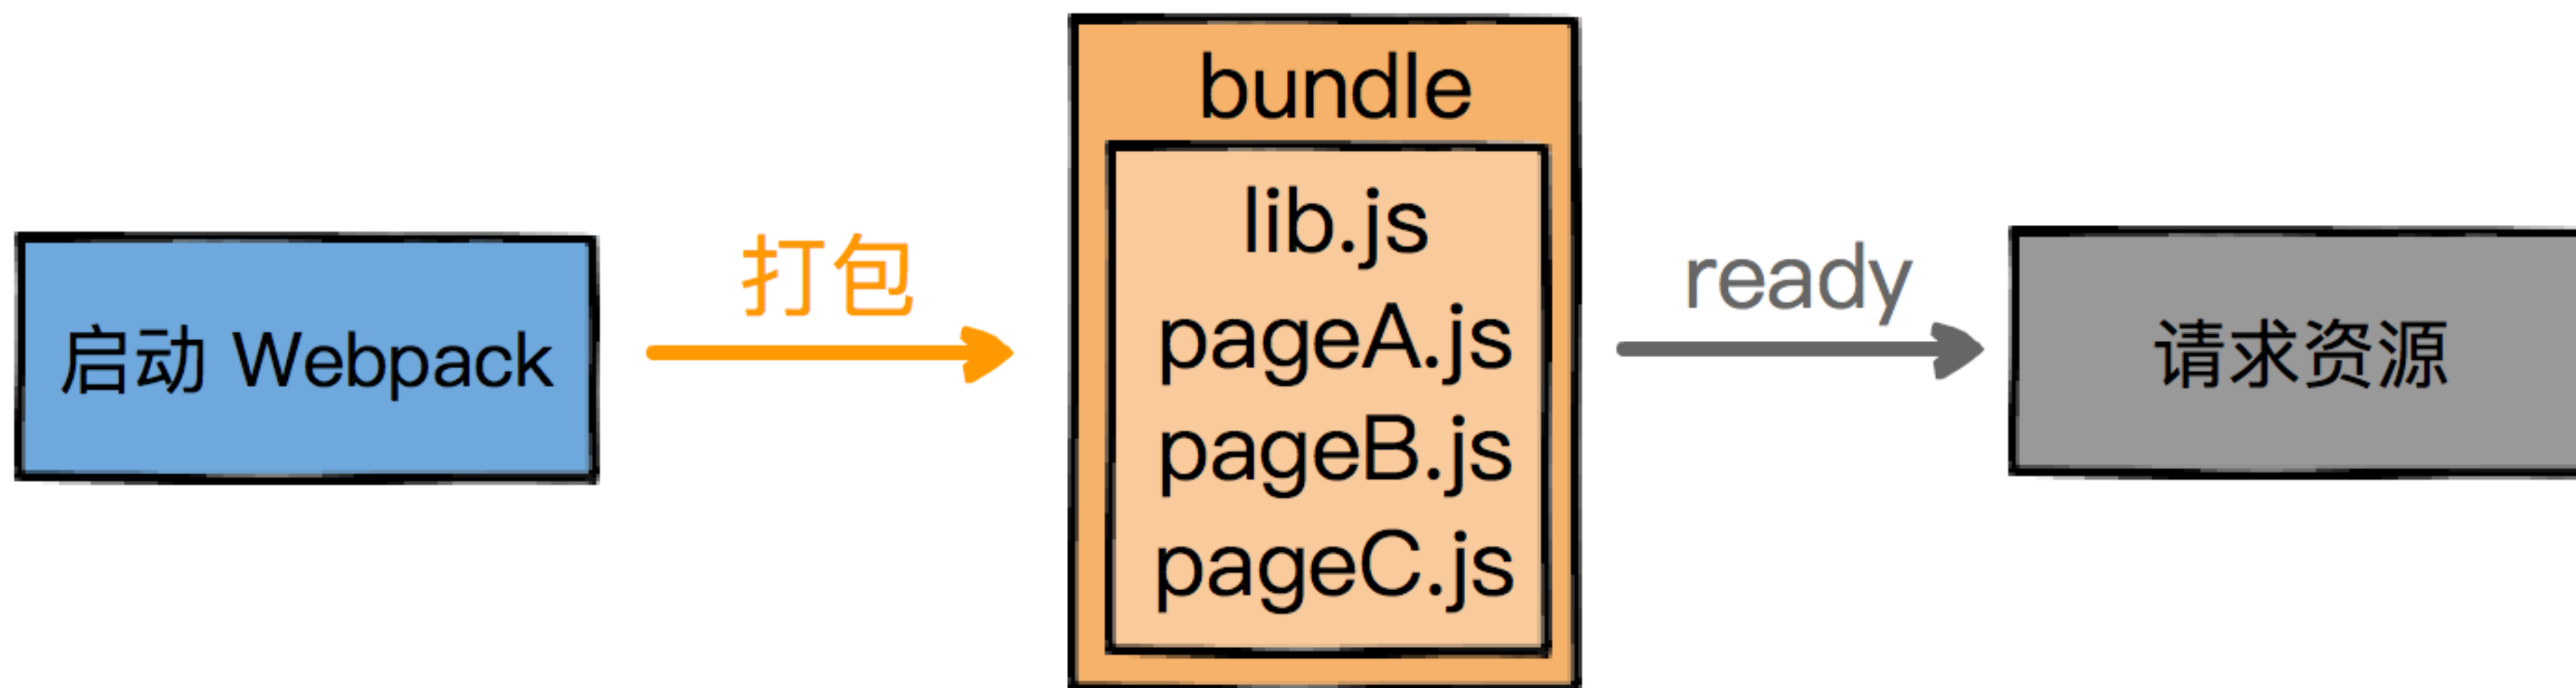 启动 Webpack
打包
bundle
lib.js
pageA.js
pageB.js
pageC.js
ready
请求资源